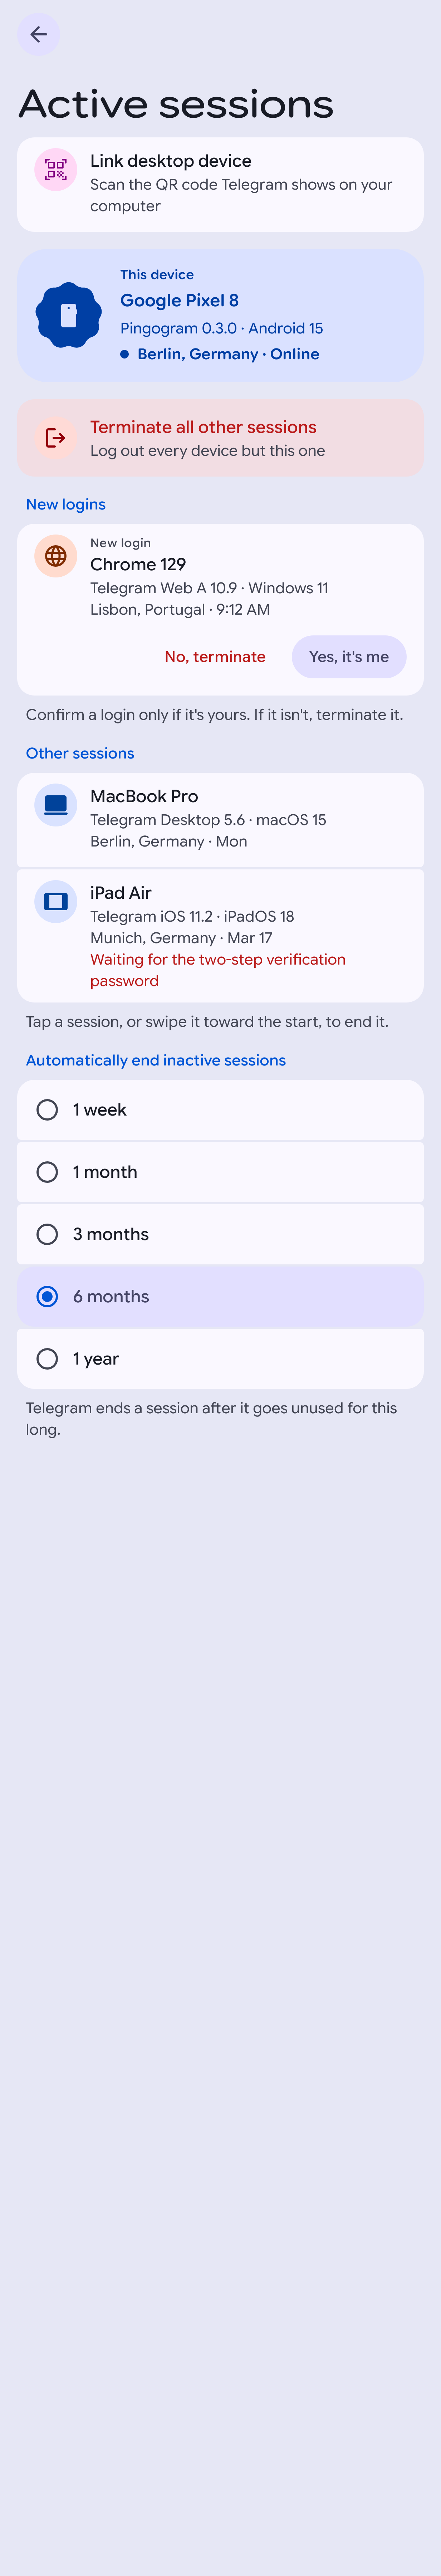 Active sessions
Link desktop device
Scan the QR code Telegram shows on your
computer
This device
Google Pixel 8
Pingogram 0.3.0 · Android 15
Berlin, Germany · Online
Terminate all other sessions
Log out every device but this one
New logins
New login
Chrome 129
Telegram Web A 10.9 · Windows 11
Lisbon, Portugal · 9:12 AM
No, terminate
Yes, it's me
Confirm a login only if it's yours. If it isn't, terminate it.
Other sessions
MacBook Pro
Telegram Desktop 5.6 · macOS 15
Berlin, Germany · Mon
iPad Air
Telegram iOS 11.2 · iPadOS 18
Munich, Germany · Mar 17
Waiting for the two-step verification
password
Tap a session, or swipe it toward the start, to end it.
Automatically end inactive sessions
1 week
1 month
3 months
6 months
1 year
Telegram ends a session after it goes unused for this
long.